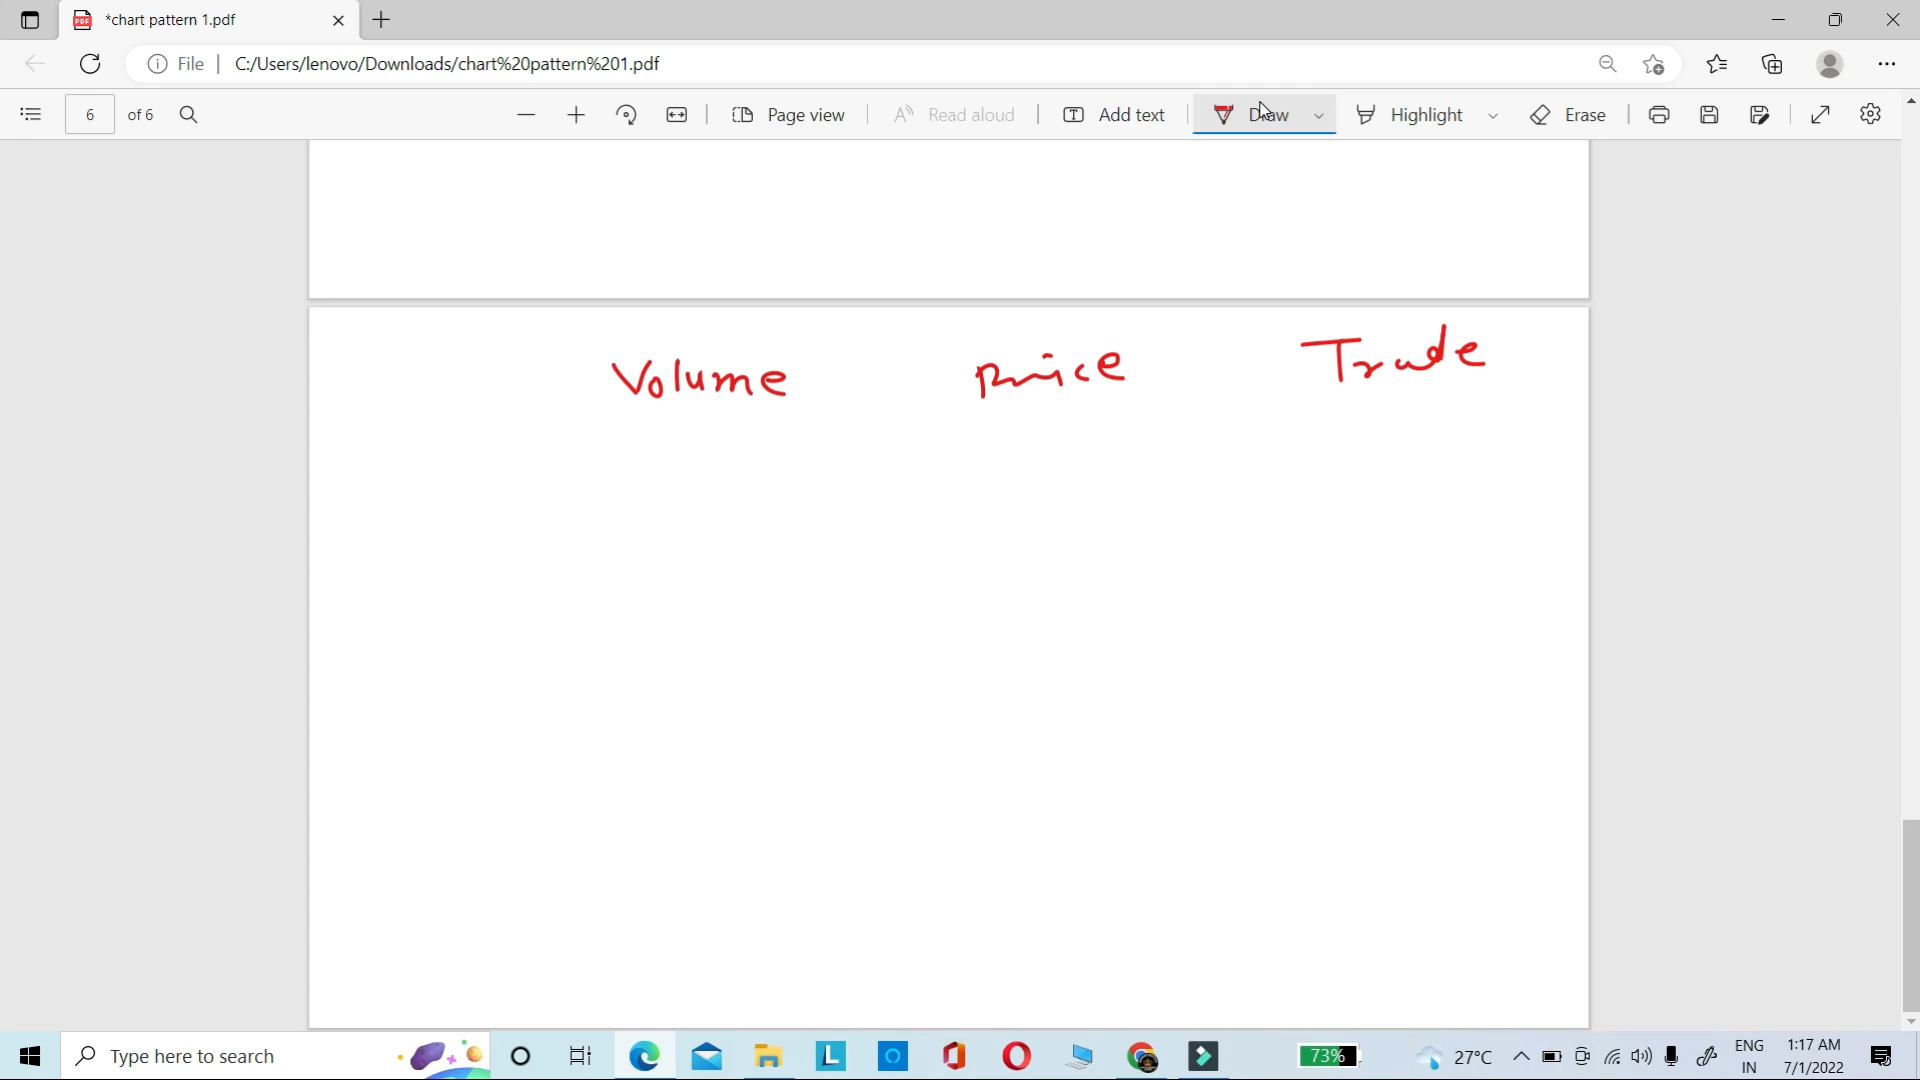 *chart pattern 1.pdf
File | C:/Users/lenovo/Downloads/chart%20pattern%201.pdf
6 of 6 Page view Read aloud Add text Draw Highlight Erase
Volume Price Trade
Type here to search 73% 27°C ENG 1:17 AM
IN 7/1/2022